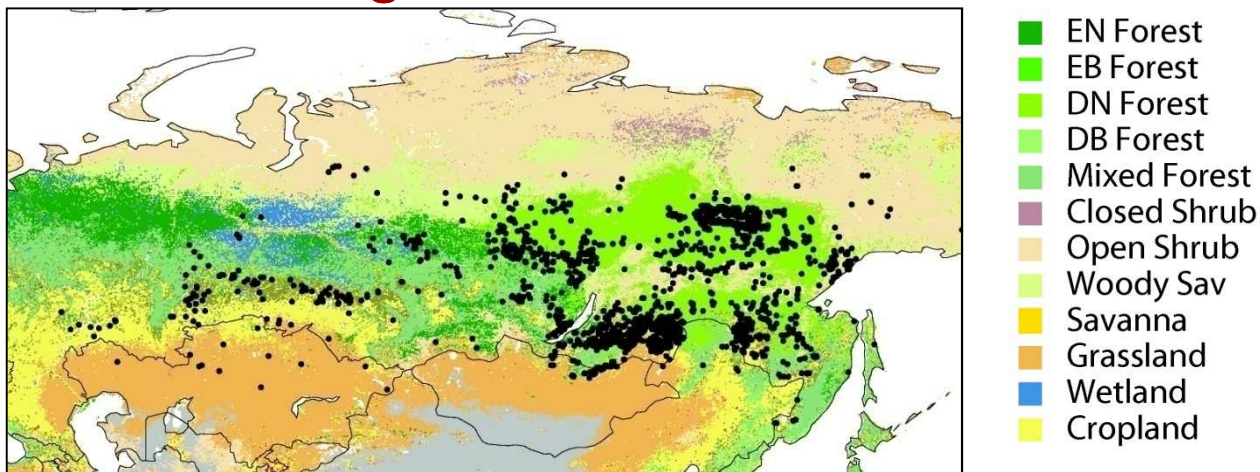 EN Forest
EB Forest
DN Forest
DB Forest
Mixed Forest
Closed Shrub
Open Shrub
Woody Sav
Savanna
Grassland
Wetland
Cropland